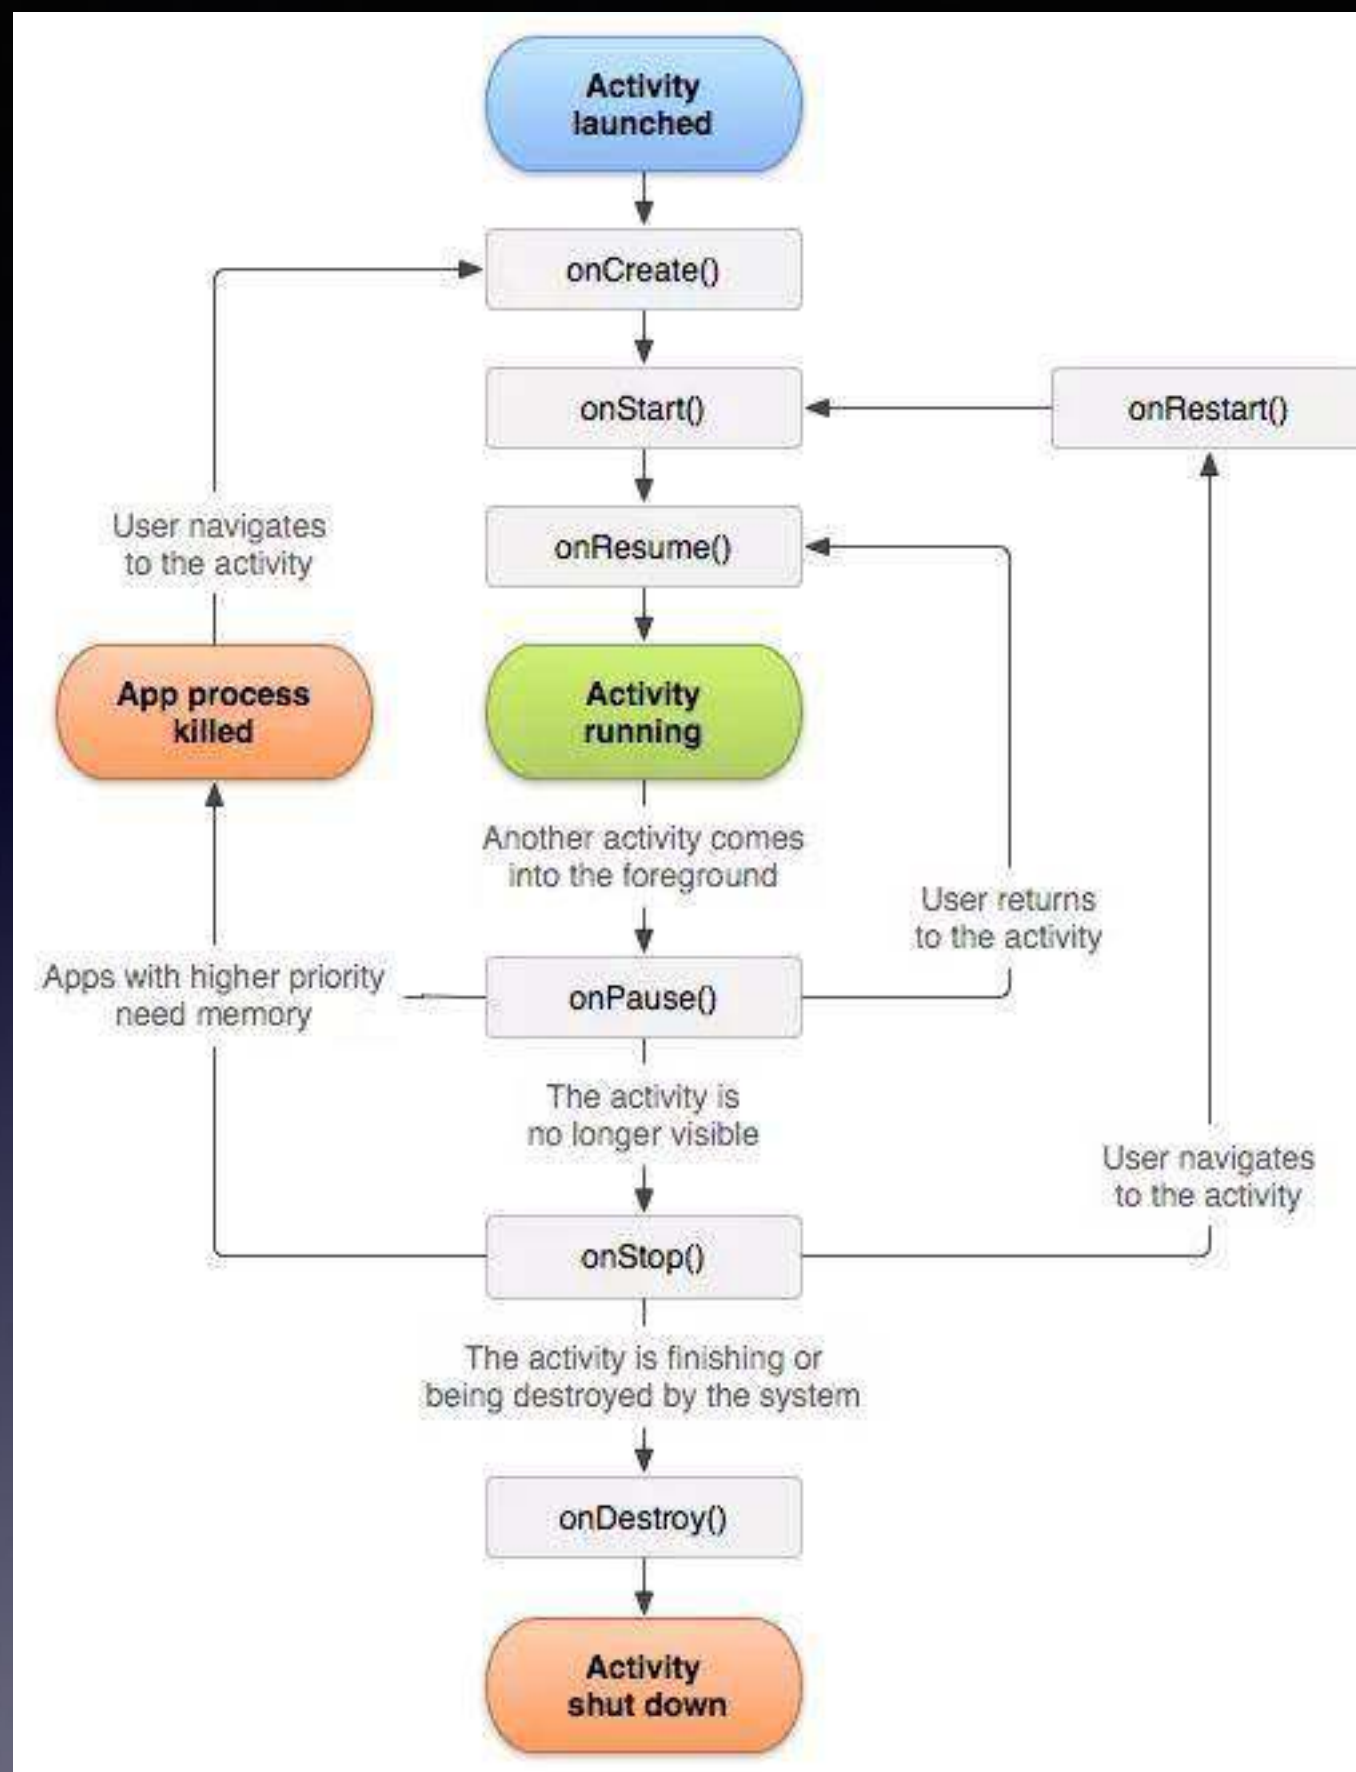 Activity
launched
onCreate()
onStart()
onRestart()
User navigates
to the activity
onResume()
App process
killed
Activity
running
Another activity comes
into the foreground
User returns
to the activity
Apps with higher priority
need memory
onPause()
The activity is
no longer visible
User navigates
to the activity
onStop()
The activity is finishing or
being destroyed by the system
onDestroy()
Activity
shut down